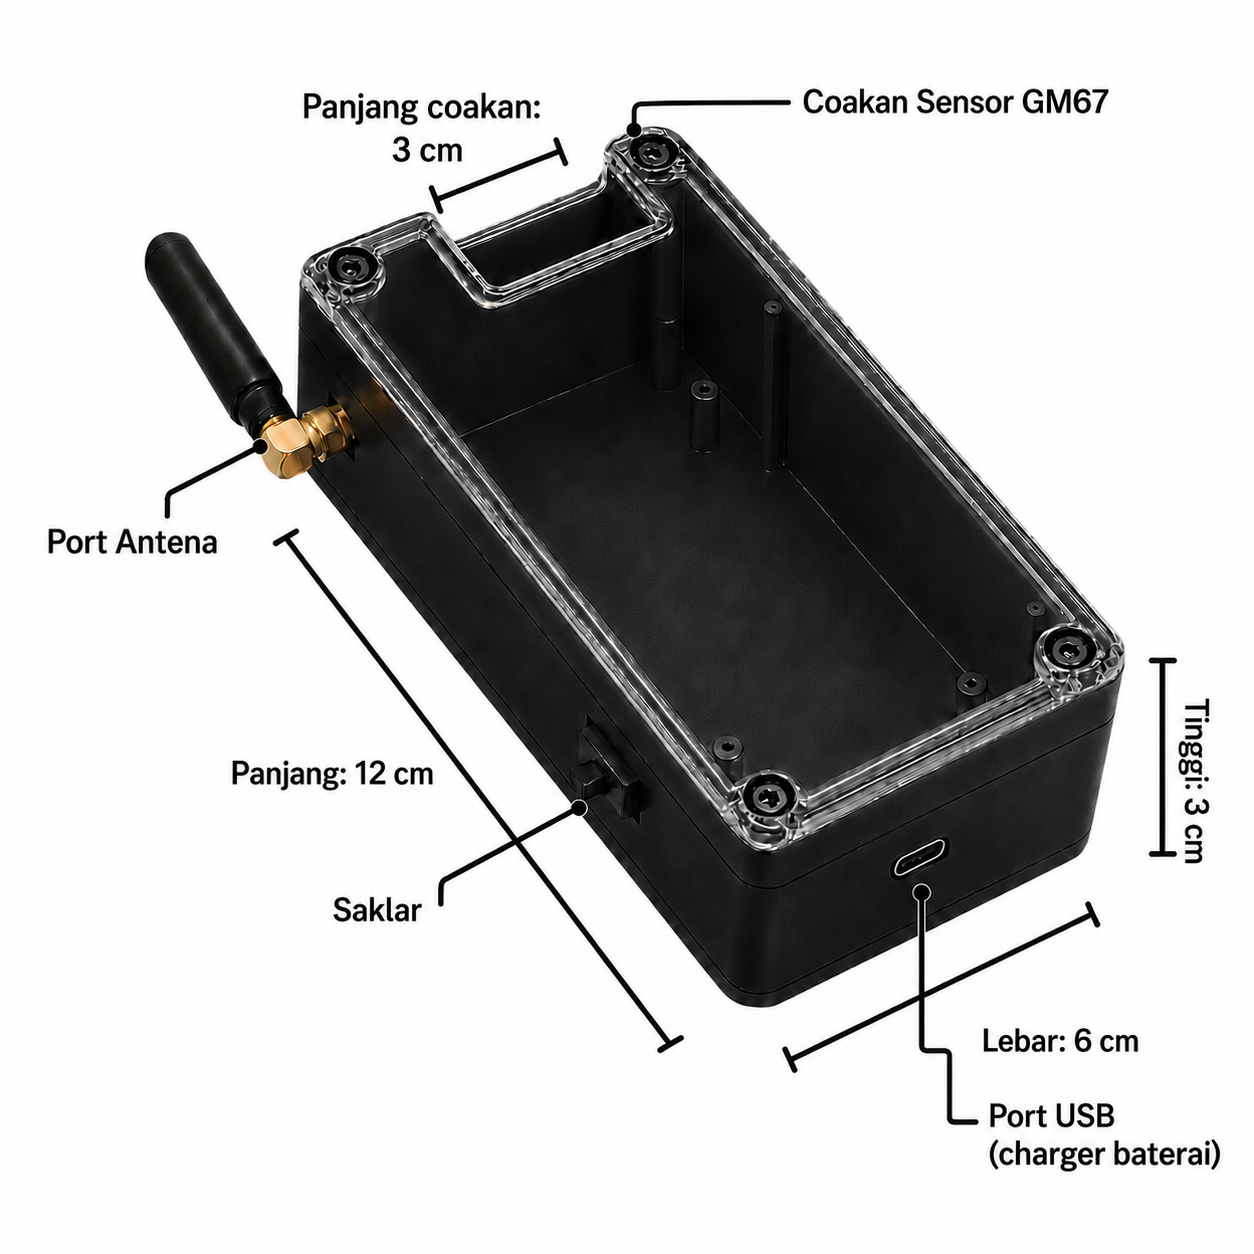 Panjang coakan:
3 cm
Coakan Sensor GM67
Port Antena
Panjang: 12 cm
Tinggi: 3 cm
Saklar
Lebar: 6 cm
Port USB
(charger baterai)